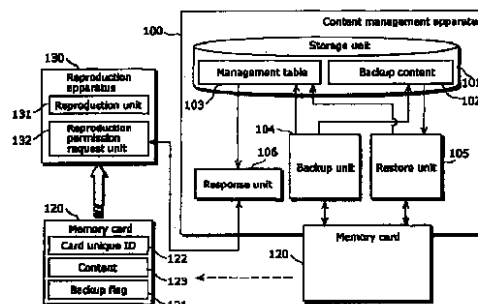 Content management apparatus
100
Storage unit
Management table
Backup content
101
103
102
130
Reproduction apparatus
131
Reproduction unit
132
Reproduction permission request unit
104
106
Response unit
Backup unit
Restore unit
105
120
Memory card
Card unique ID
122
Content
123
Backup flag
121
Memory card
120